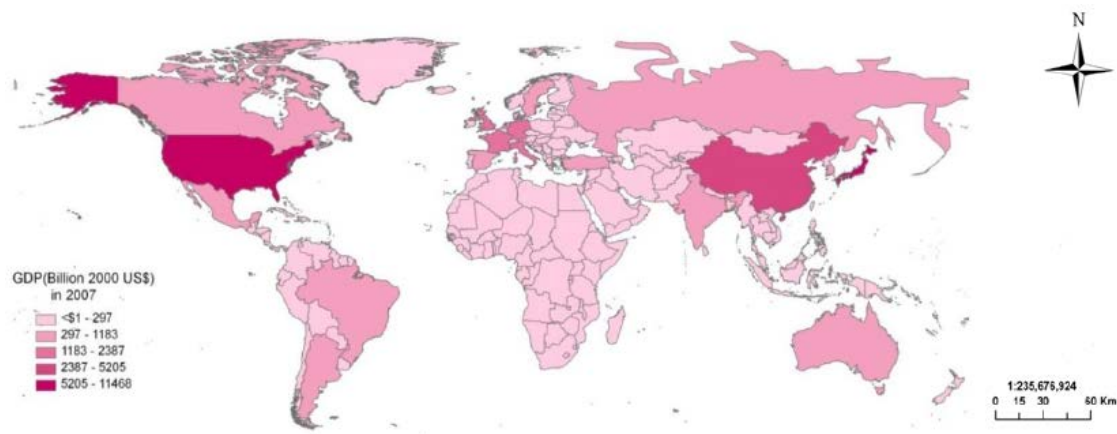 N
GDP(Billion 2000 US$)
in 2007
<$1 - 297
297 - 1183
1183 - 2387
2387 - 5205
5205 - 11468
1:235,676,924
0 15 30 60 Km